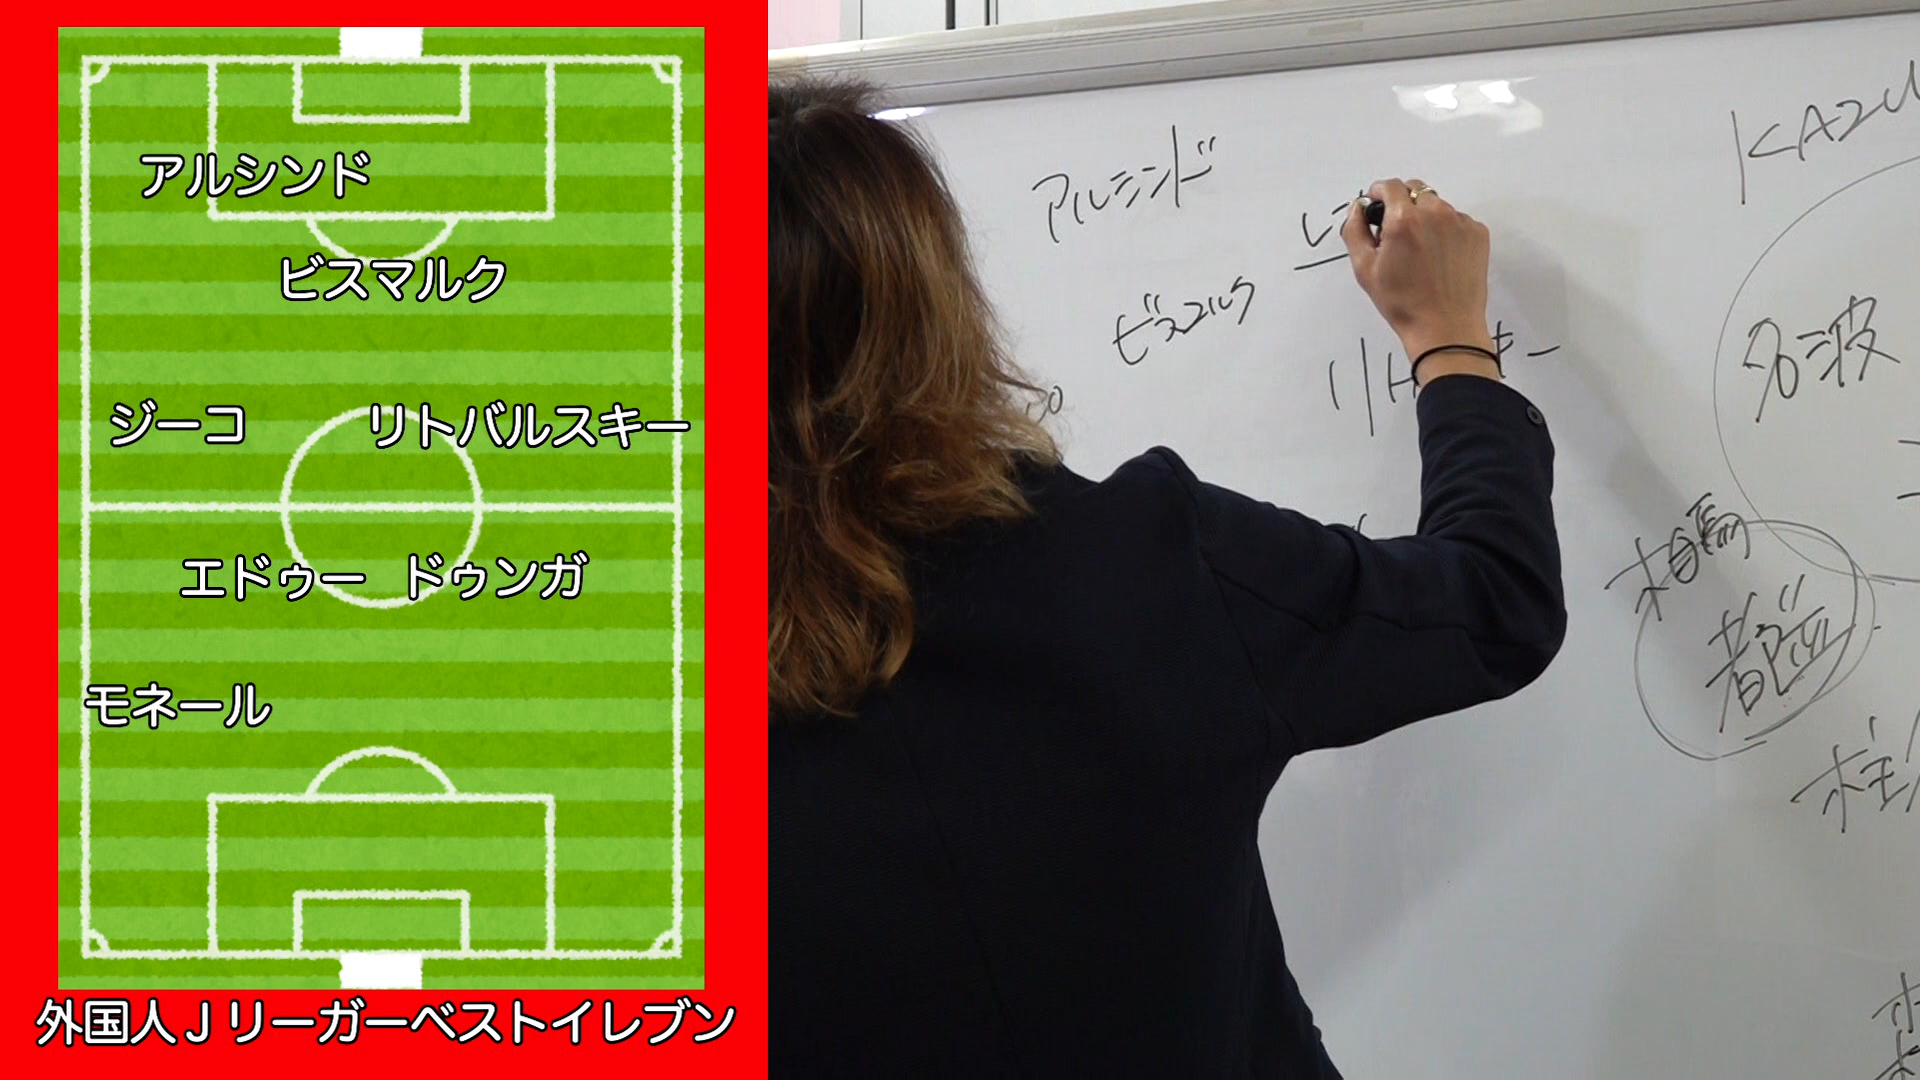 アルシンド
ビスマルク
ジーコ リトバルスキー
エドゥー ドゥンガ
モネール
外国人Jリーガーベストイレブン
アルシンド
ビスマルク
KAZU
名波
相馬
都並